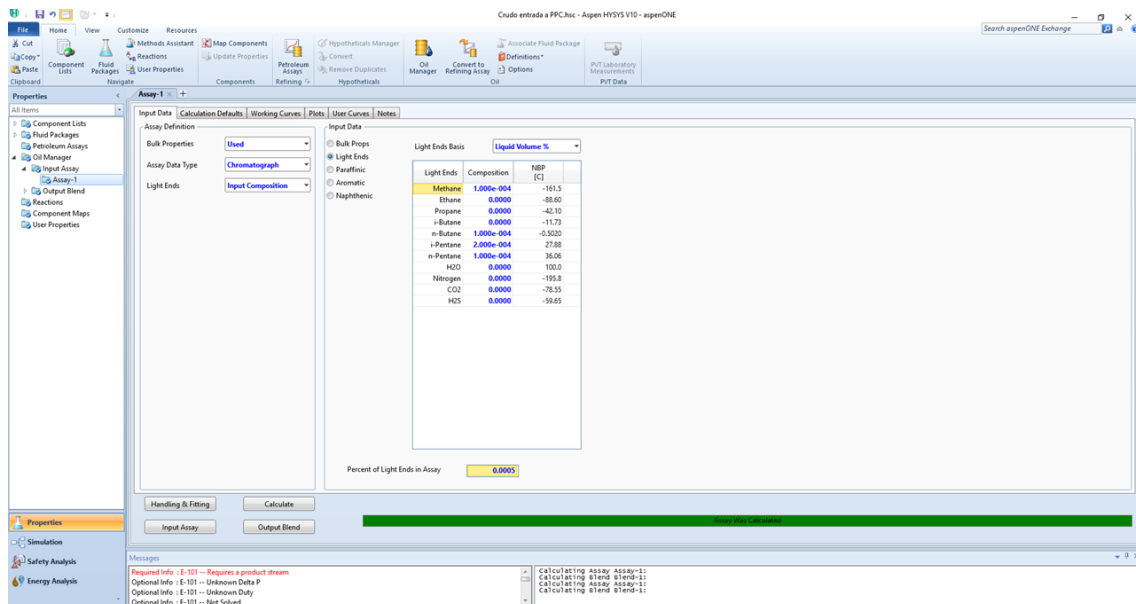 Crudo entrada a PPC.hsc - Aspen HYSYS V10 - aspenONE
File Home View Customize Resources Search aspenONE Exchange
Cut Methods Assistant Map Components Hypotheticals Manager Associate Fluid Package
Copy Reactions Update Properties Convert Definitions
Paste User Properties Remove Duplicates Options
Component Lists Fluid Packages Petroleum Assays Oil Manager Convert to Refining Assay PVT Laboratory Measurements
Clipboard Navigate Components Refining Hypotheticals Oil PVT Data
Properties < Assay-1 × +
All Items
Component Lists
Fluid Packages
Petroleum Assays
Oil Manager
Input Assay
Assay-1
Output Blend
Reactions
Component Maps
User Properties
Input Data Calculation Defaults Working Curves Plots User Curves Notes
Assay Definition
Bulk Properties Used
Assay Data Type Chromatograph
Light Ends Input Composition
Input Data
Bulk Props
Light Ends
Paraffinic
Aromatic
Naphthenic
Light Ends Basis Liquid Volume %
Light Ends Composition NBP [C]
Methane 1.000e-004 -161.5
Ethane 0.0000 -88.60
Propane 0.0000 -42.10
i-Butane 0.0000 -11.73
n-Butane 1.000e-004 -0.5020
i-Pentane 2.000e-004 27.88
n-Pentane 1.000e-004 36.06
H2O 0.0000 100.0
Nitrogen 0.0000 -195.8
CO2 0.0000 -78.55
H2S 0.0000 -59.65
Percent of Light Ends in Assay 0.0005
Handling & Fitting Calculate
Input Assay Output Blend
Assay Was Calculated
Properties
Simulation
Safety Analysis
Energy Analysis
Messages
Required Info : E-101 -- Requires a product stream
Optional Info : E-101 -- Unknown Delta P
Optional Info : E-101 -- Unknown Duty
Optional Info : E-101 -- Not Solved
Calculating Assay Assay-1:
Calculating Blend Blend-1:
Calculating Assay Assay-1:
Calculating Blend Blend-1: